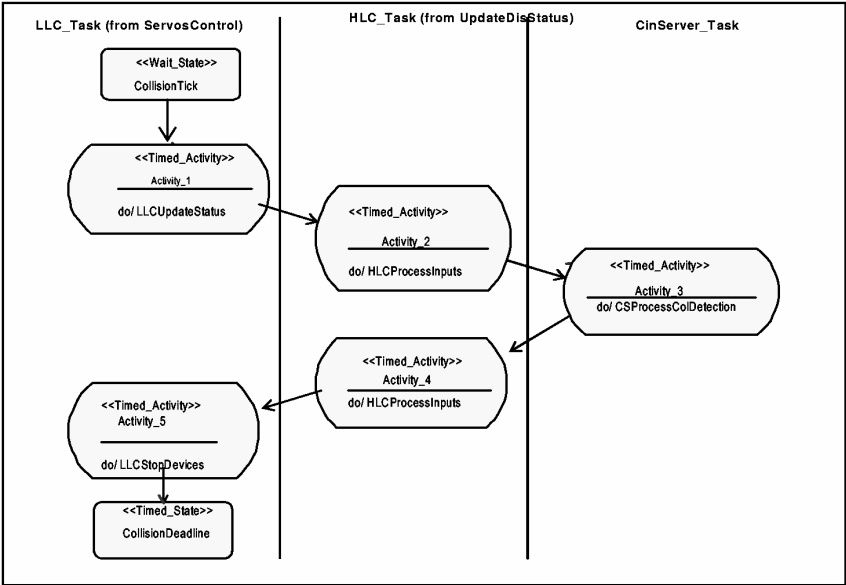 LLC_Task (from ServosControl)
HLC_Task (from UpdateDisStatus)
CinServer_Task
<<Wait_State>>
CollisionTick
<<Timed_Activity>>
Activity_1
do/ LLCUpdateStatus
<<Timed_Activity>>
Activity_2
do/ HLCProcessInputs
<<Timed_Activity>>
Activity_3
do/ CSProcessColDetection
<<Timed_Activity>>
Activity_4
do/ HLCProcessInputs
<<Timed_Activity>>
Activity_5
do/ LLCStopDevices
<<Timed_State>>
CollisionDeadline